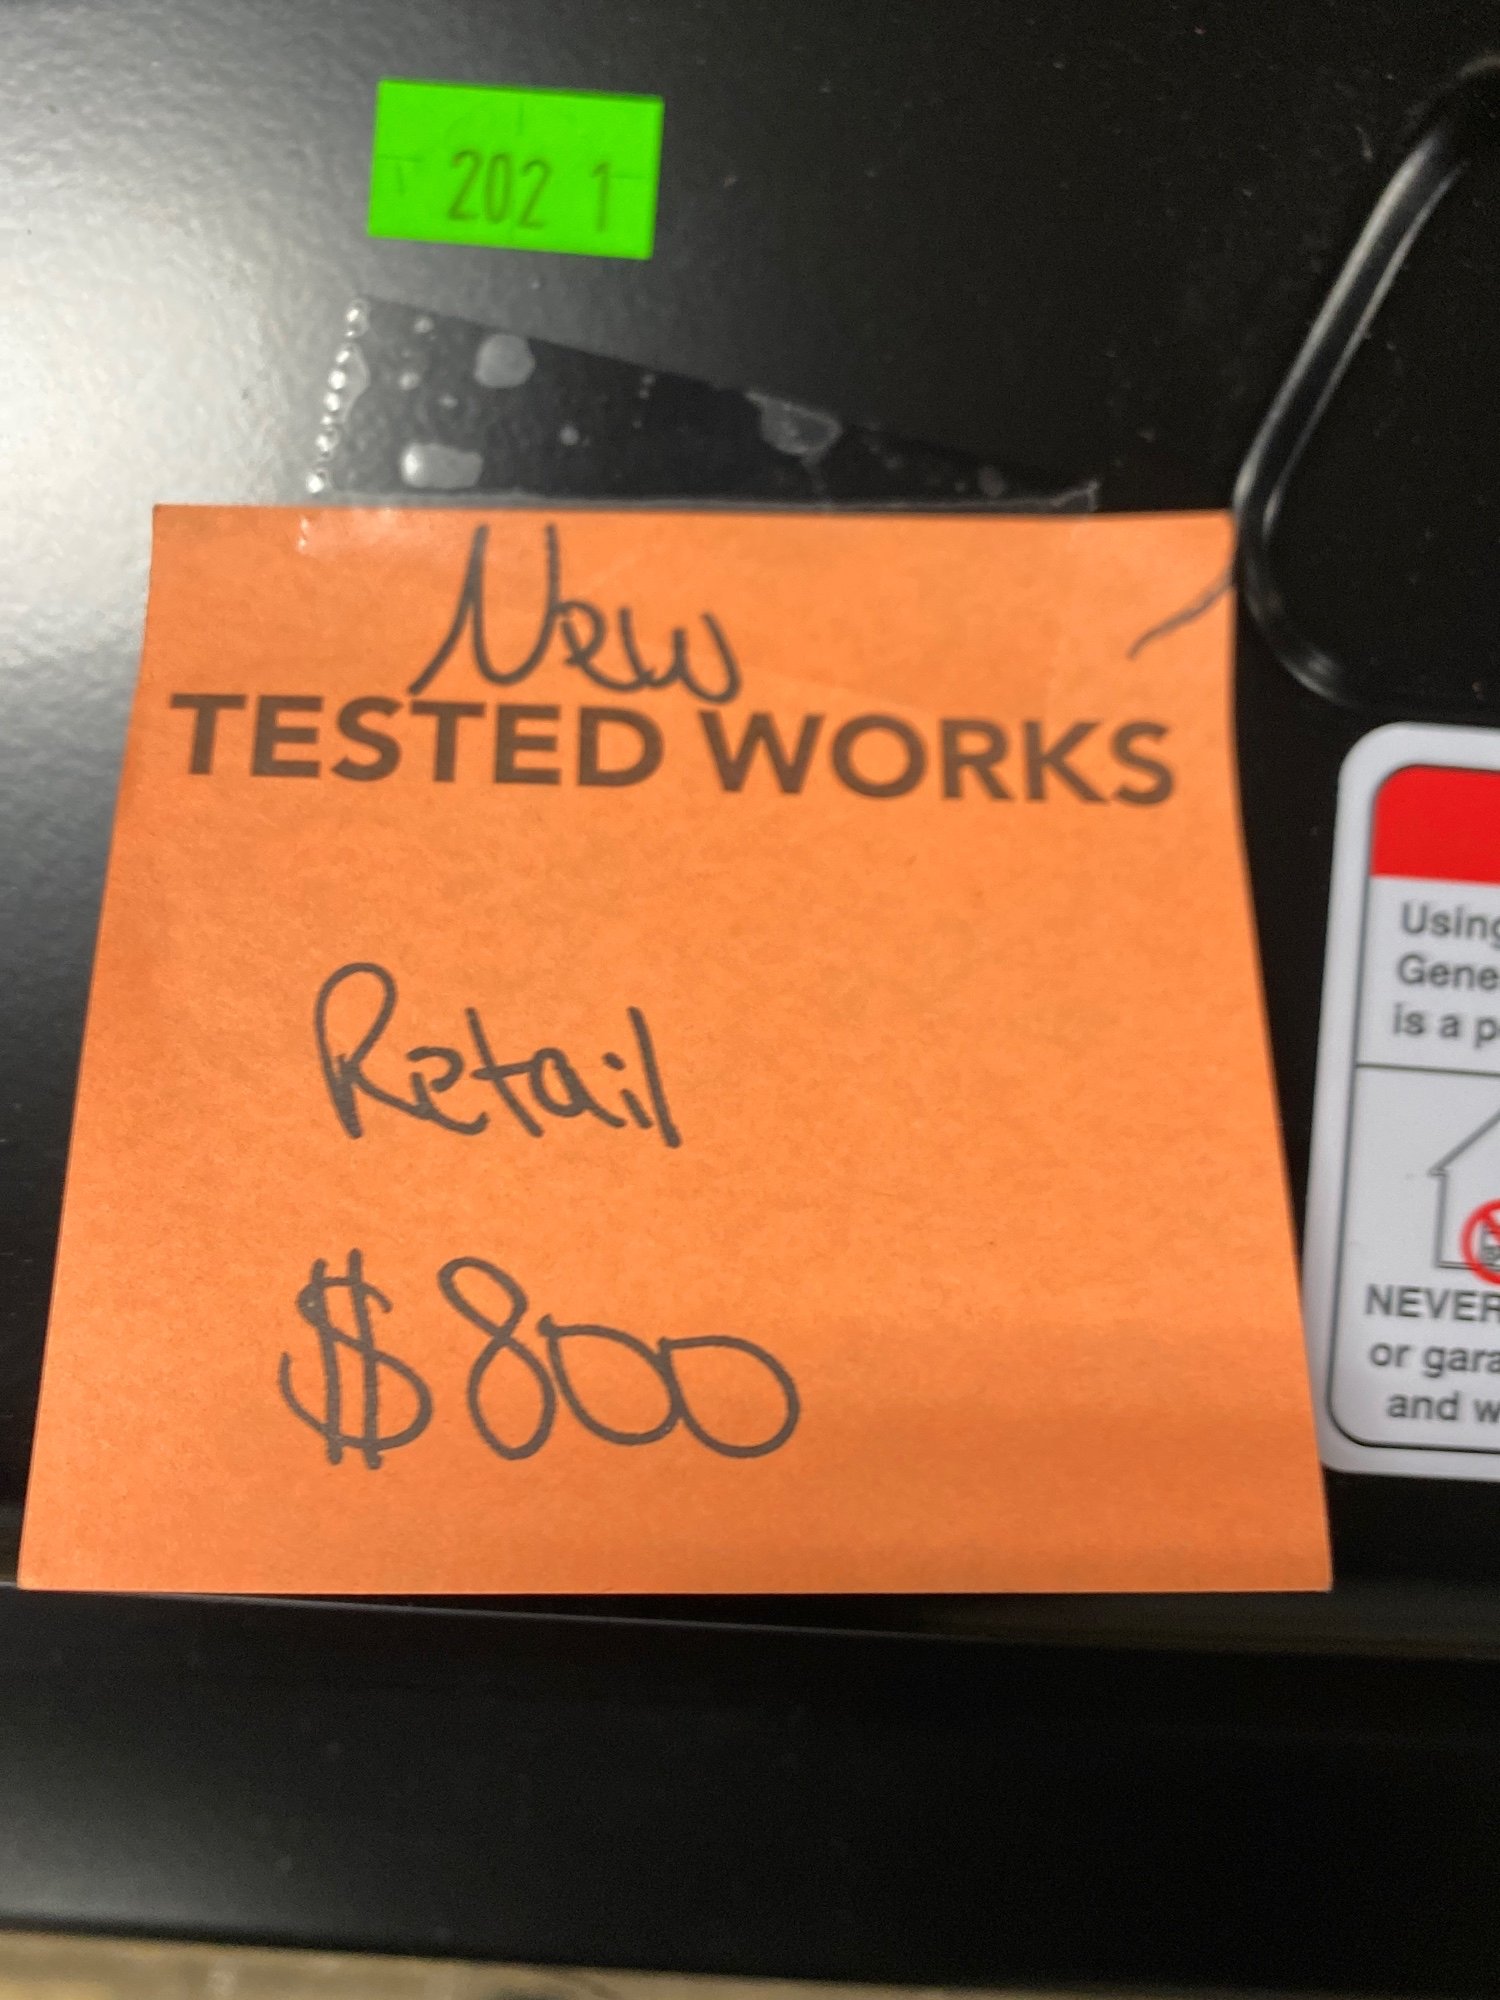 202 1
New
TESTED WORKS
Retail
$800
Using
Gene
is a p
NEVER
or gara
and w